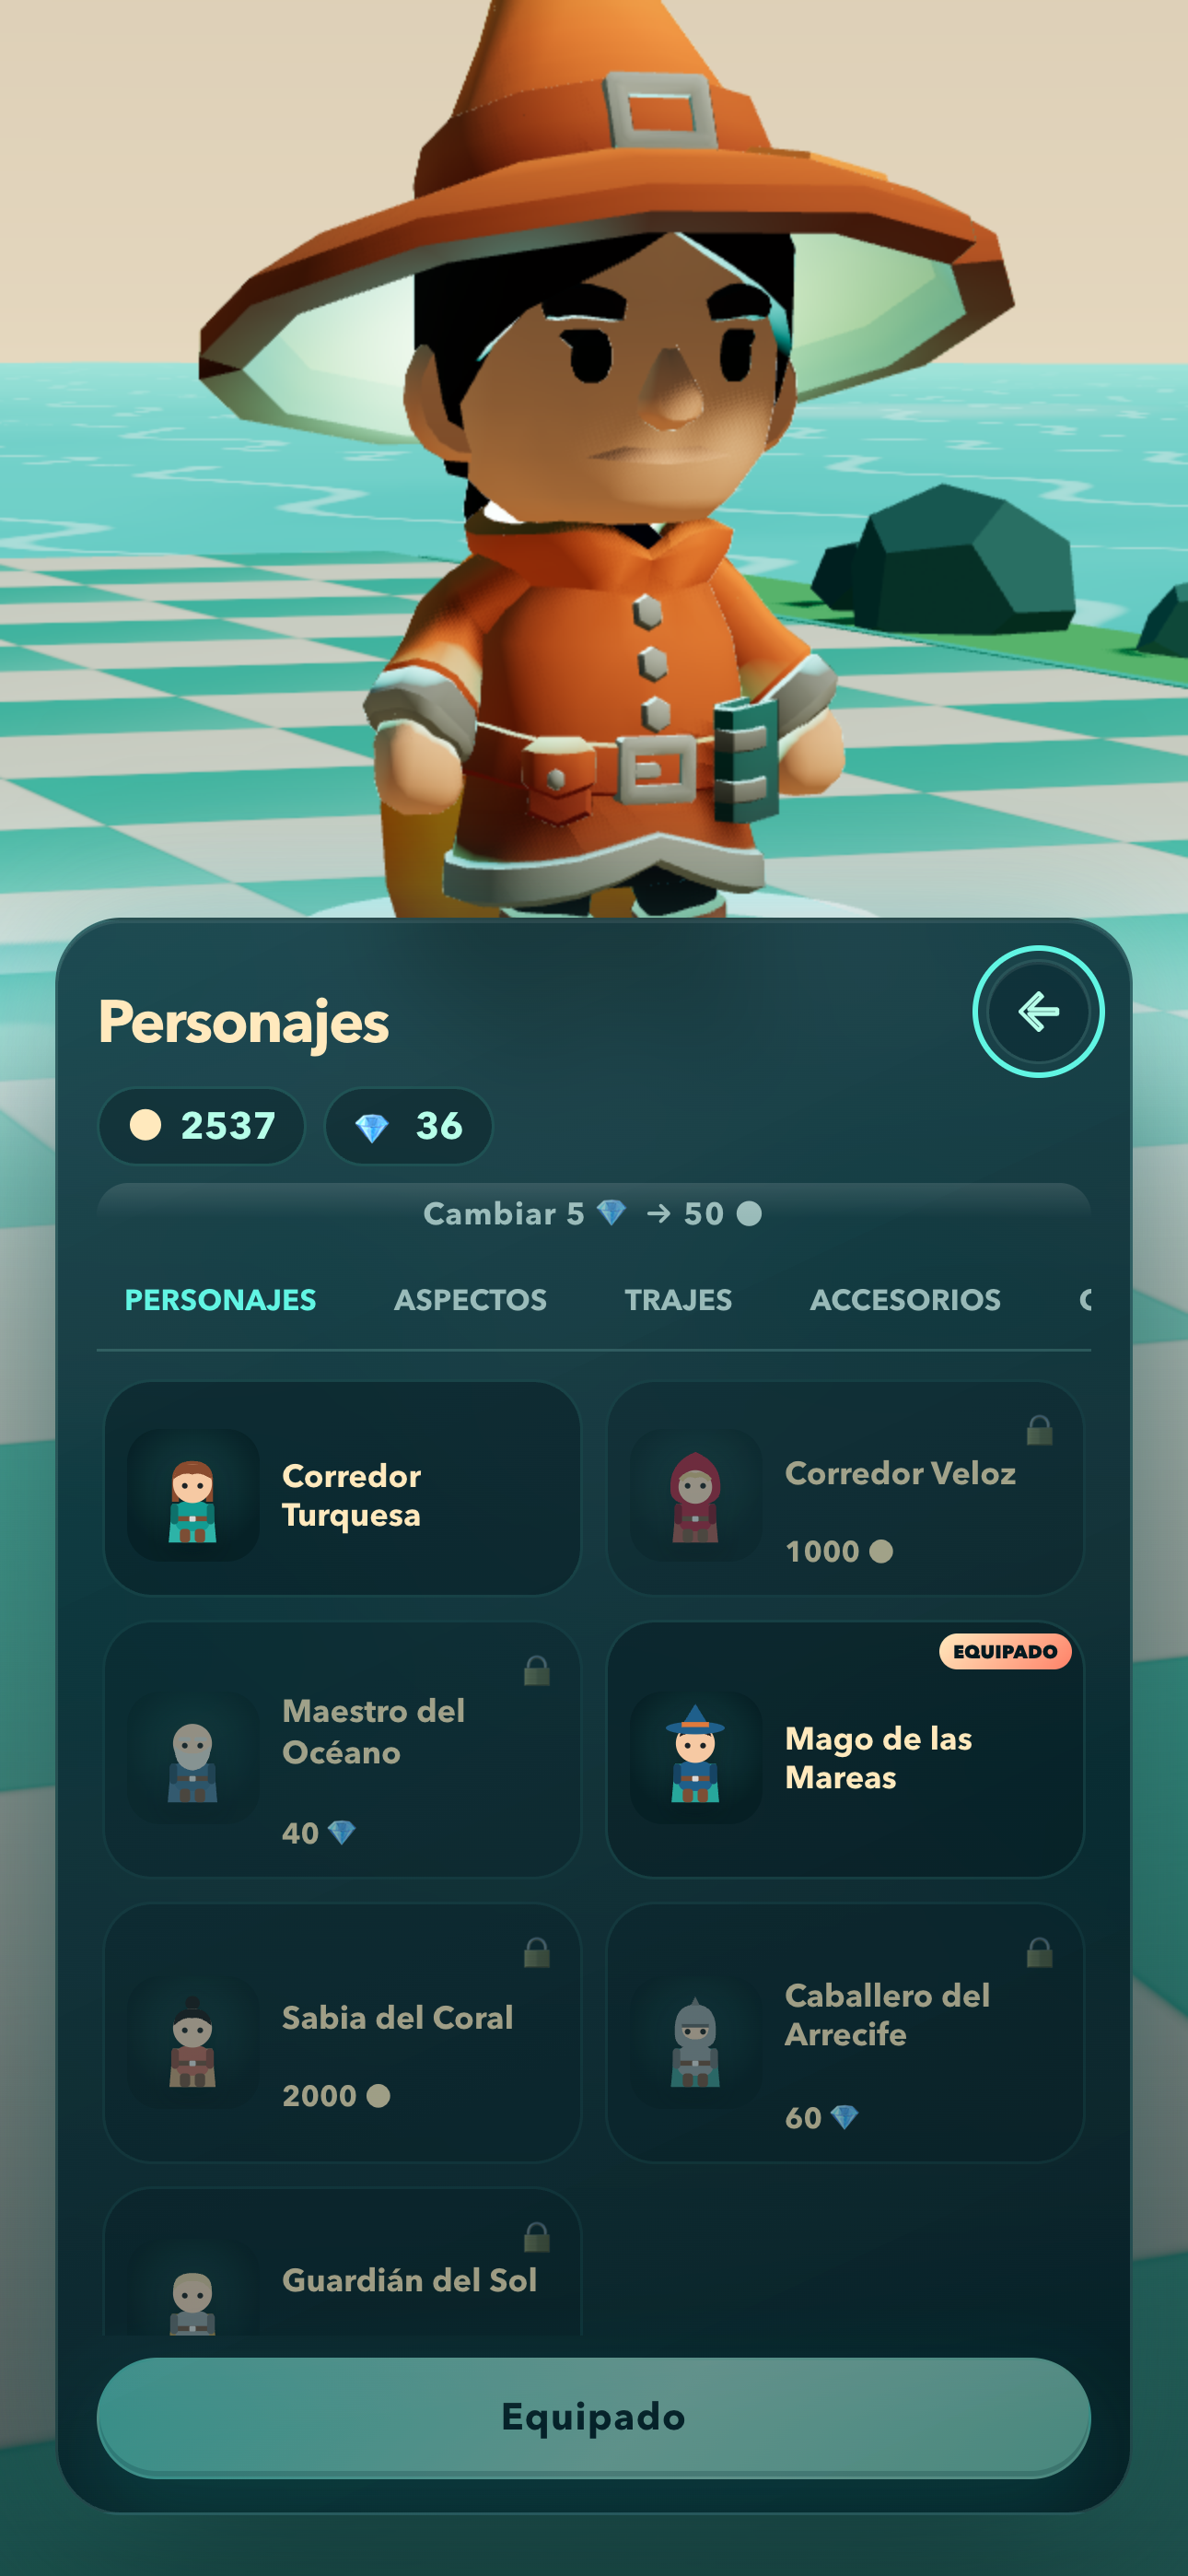 Personajes
2537 36
Cambiar 5 💎 → 50
PERSONAJES ASPECTOS TRAJES ACCESORIOS
Corredor
Turquesa
Corredor Veloz
1000
Maestro del
Océano
40 💎
EQUIPADO
Mago de las
Mareas
Sabia del Coral
2000
Caballero del
Arrecife
60 💎
Guardián del Sol
Equipado